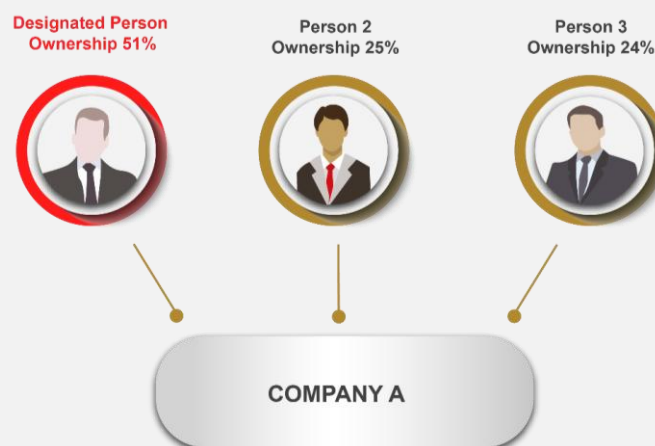 Designated Person
Ownership 51%
Person 2
Ownership 25%
Person 3
Ownership 24%
COMPANY A